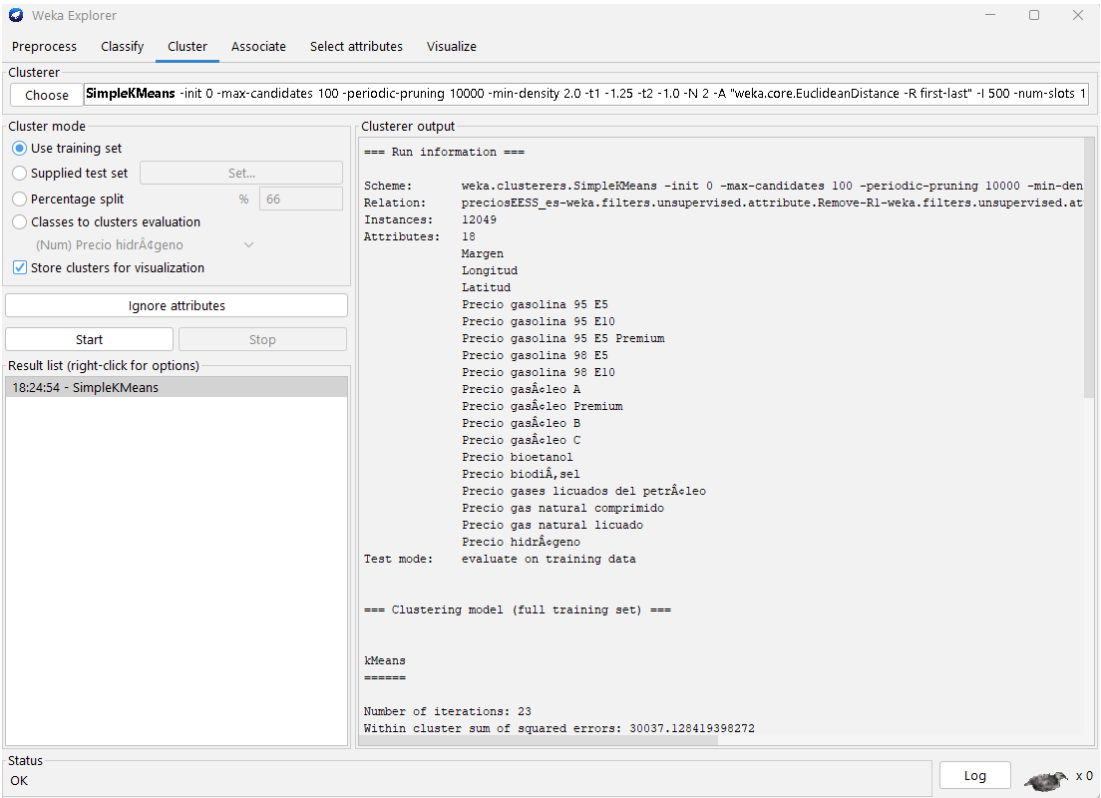 Weka Explorer
Preprocess Classify Cluster Associate Select attributes Visualize
Clusterer
Choose SimpleKMeans -init 0 -max-candidates 100 -periodic-pruning 10000 -min-density 2.0 -t1 -1.25 -t2 -1.0 -N 2 -A "weka.core.EuclideanDistance -R first-last" -I 500 -num-slots 1
Cluster mode
Use training set
Supplied test set Set...
Percentage split % 66
Classes to clusters evaluation
(Num) Precio hidrÂ¢geno
Store clusters for visualization
Ignore attributes
Start Stop
Result list (right-click for options)
18:24:54 - SimpleKMeans
Clusterer output
=== Run information ===
Scheme: weka.clusterers.SimpleKMeans -init 0 -max-candidates 100 -periodic-pruning 10000 -min-den
Relation: preciosEESS_es-weka.filters.unsupervised.attribute.Remove-R1-weka.filters.unsupervised.at
Instances: 12049
Attributes: 18
Margen
Longitud
Latitud
Precio gasolina 95 E5
Precio gasolina 95 E10
Precio gasolina 95 E5 Premium
Precio gasolina 98 E5
Precio gasolina 98 E10
Precio gasÂ¢leo A
Precio gasÂ¢leo Premium
Precio gasÂ¢leo B
Precio gasÂ¢leo C
Precio bioetanol
Precio biodiÂ‚sel
Precio gases licuados del petrÂ¢leo
Precio gas natural comprimido
Precio gas natural licuado
Precio hidrÂ¢geno
Test mode: evaluate on training data
=== Clustering model (full training set) ===
kMeans
======
Number of iterations: 23
Within cluster sum of squared errors: 30037.128419398272
Status
OK
Log x 0